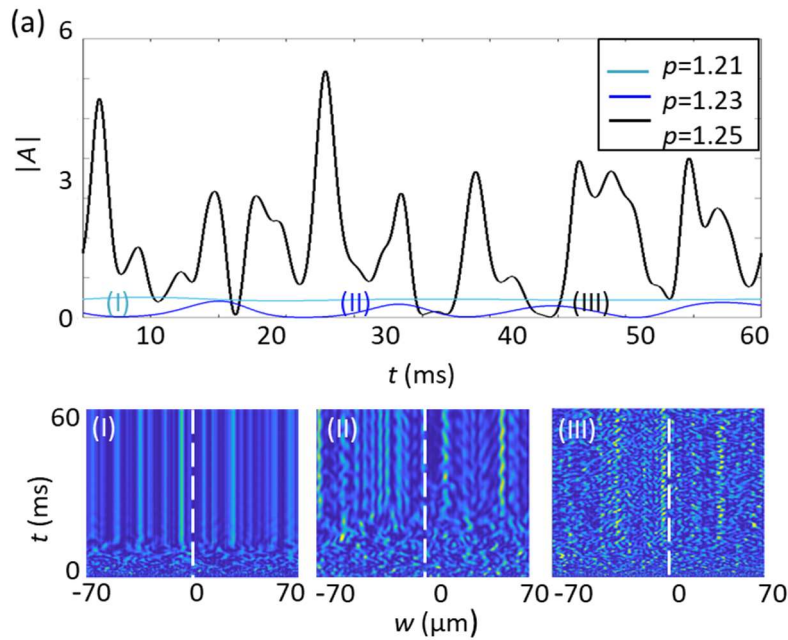 (a)
6
p=1.21
p=1.23
p=1.25
|A|
3
(I) (II) (III)
0
10 20 30 40 50 60
t (ms)
60 (I) (II) (III)
t (ms)
0
-70 0 70 -70 0 70 -70 0 70
w (μm)